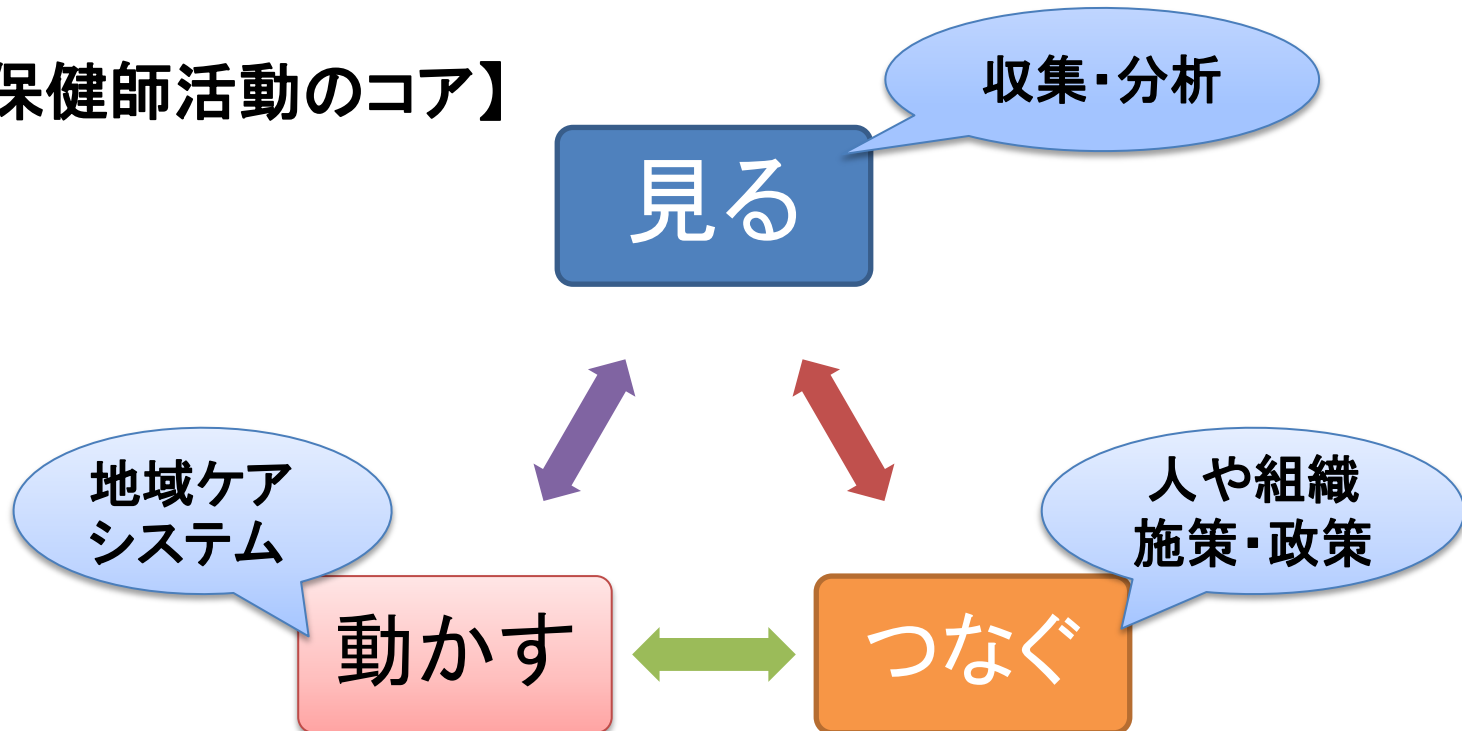 保健師活動のコア】
収集・分析
見る
地域ケア
システム
人や組織
施策・政策
動かす
つなぐ